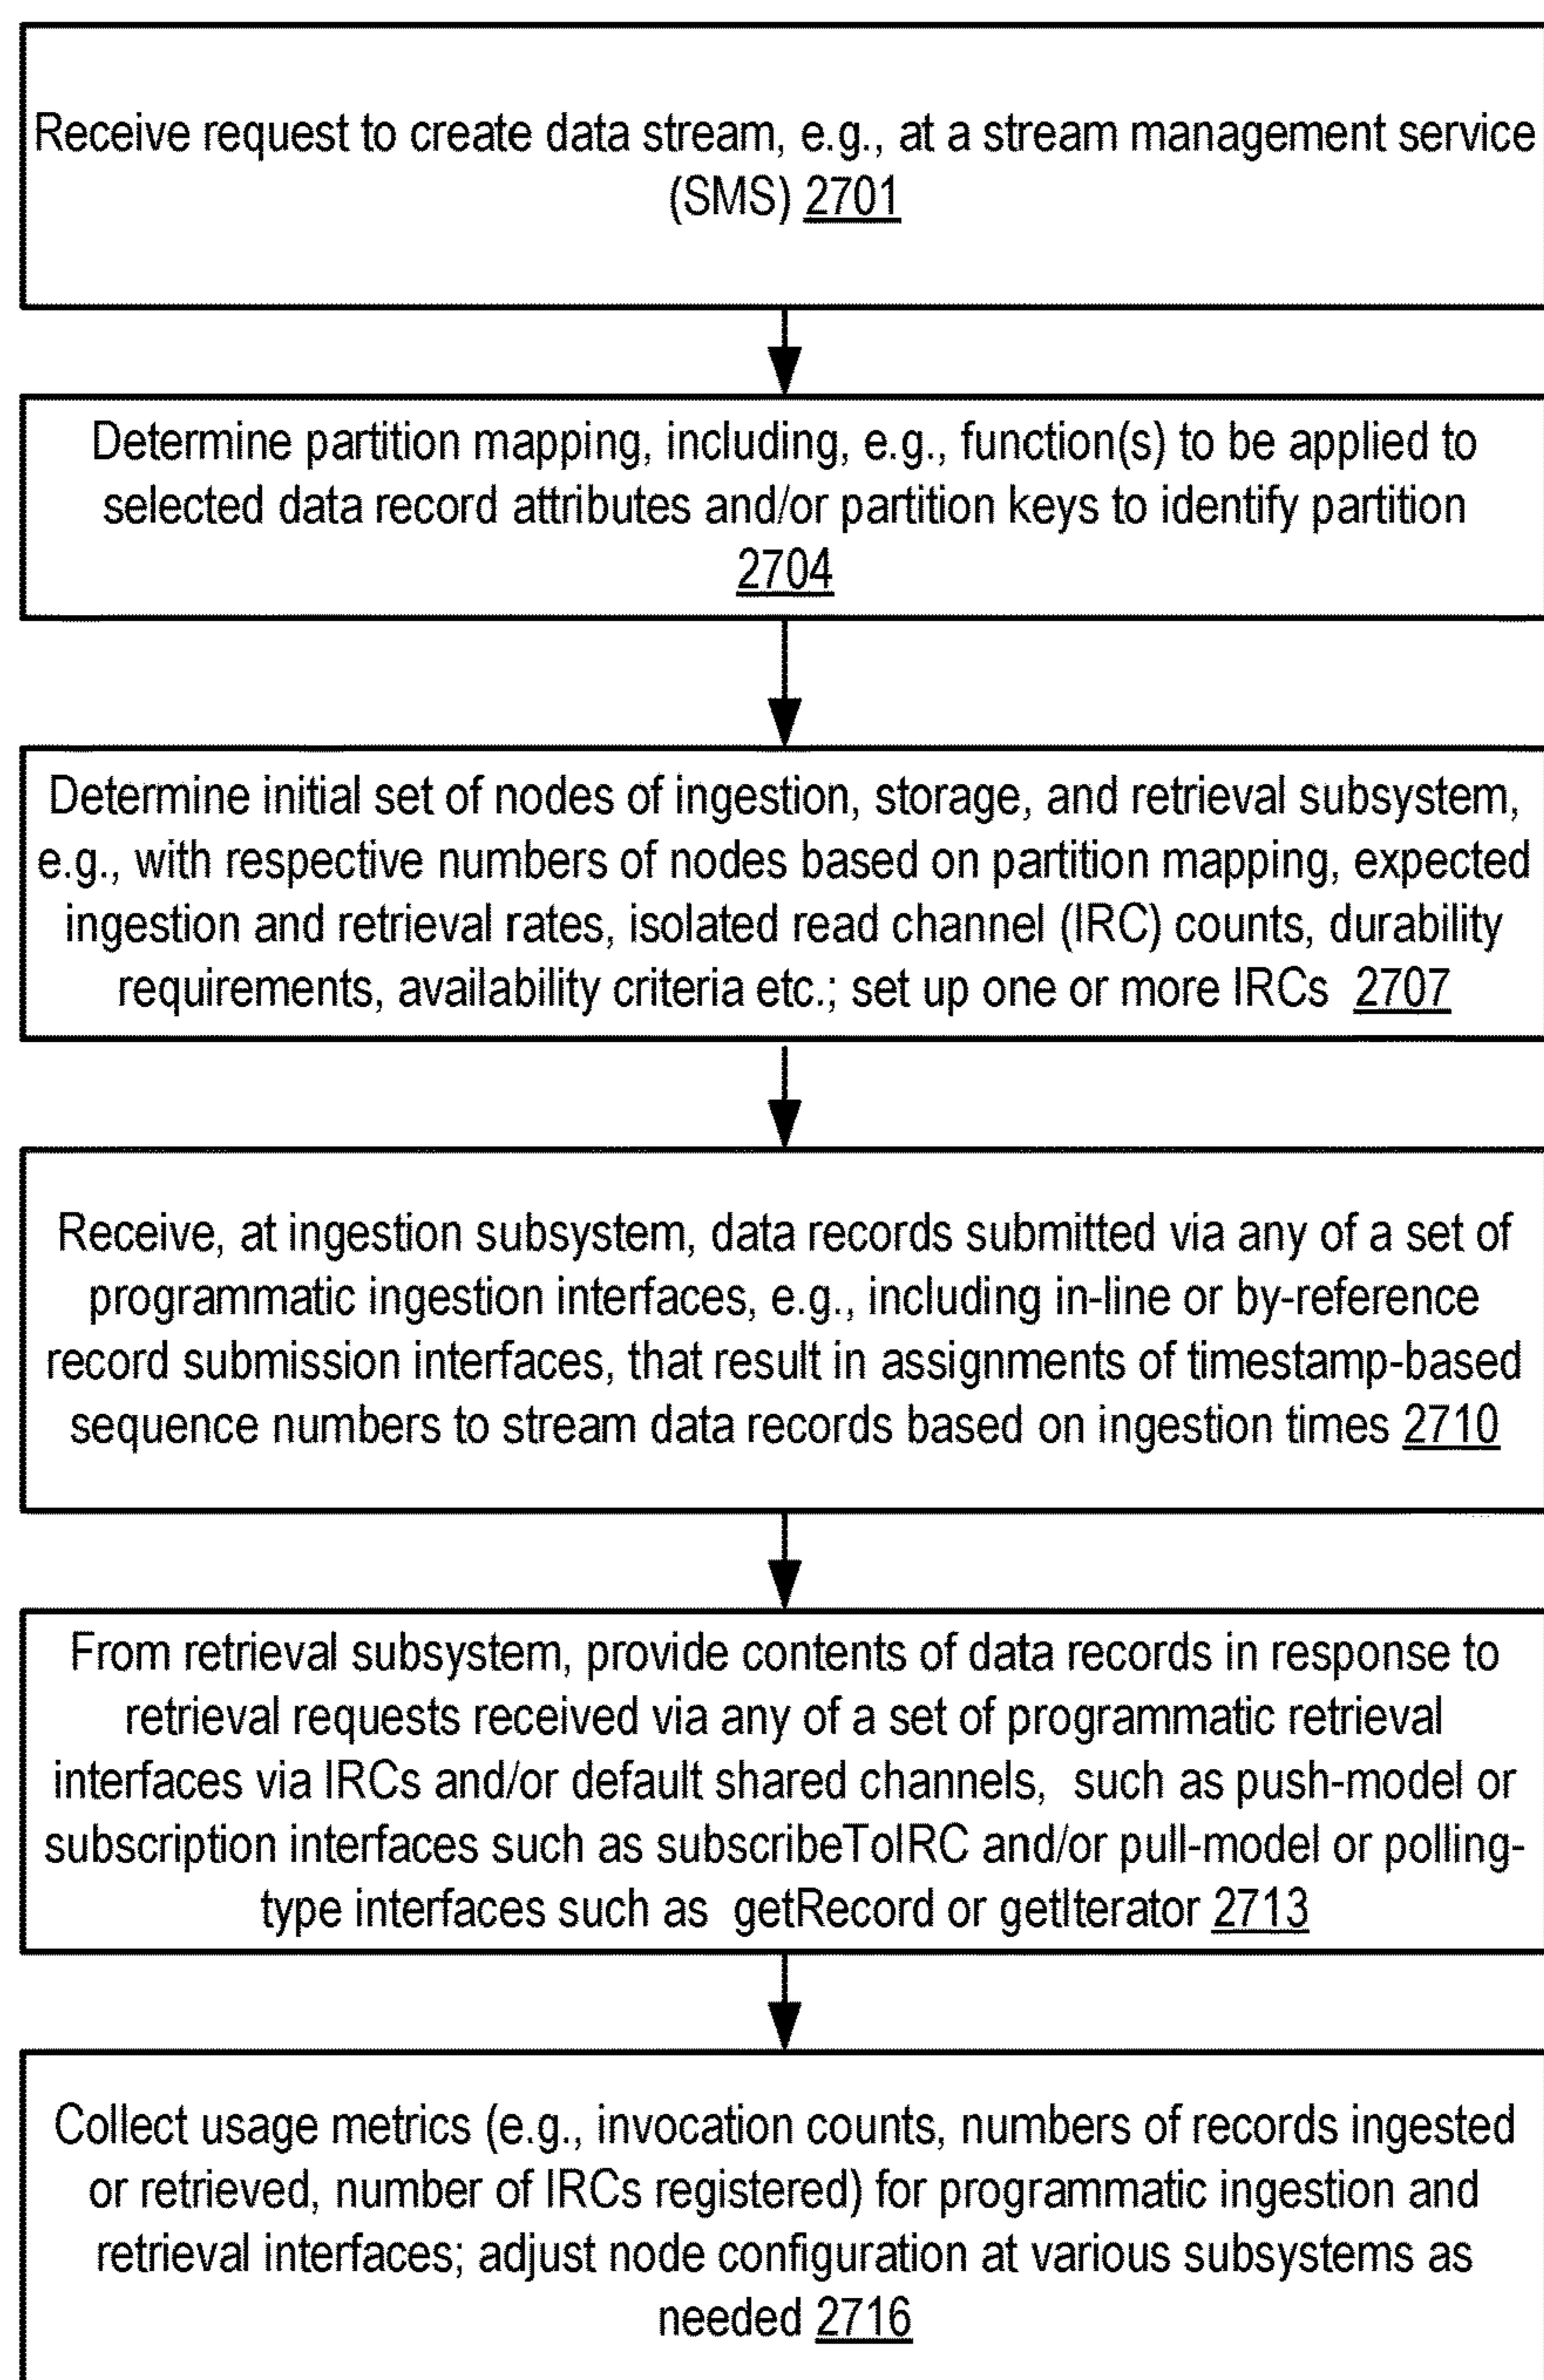 Receive request to create data stream, e.g., at a stream management service
(SMS) 2701
Determine partition mapping, including, e.g., function(s) to be applied to
selected data record attributes and/or partition keys to identify partition
2704
Determine initial set of nodes of ingestion, storage, and retrieval subsystem,
e.g., with respective numbers of nodes based on partition mapping, expected
ingestion and retrieval rates, isolated read channel (IRC) counts, durability
requirements, availability criteria etc.; set up one or more IRCs 2707
Receive, at ingestion subsystem, data records submitted via any of a set of
programmatic ingestion interfaces, e.g., including in-line or by-reference
record submission interfaces, that result in assignments of timestamp-based
sequence numbers to stream data records based on ingestion times 2710
From retrieval subsystem, provide contents of data records in response to
retrieval requests received via any of a set of programmatic retrieval
interfaces via IRCs and/or default shared channels, such as push-model or
subscription interfaces such as subscribeToIRC and/or pull-model or polling-
type interfaces such as getRecord or getIterator 2713
Collect usage metrics (e.g., invocation counts, numbers of records ingested
or retrieved, number of IRCs registered) for programmatic ingestion and
retrieval interfaces; adjust node configuration at various subsystems as
needed 2716